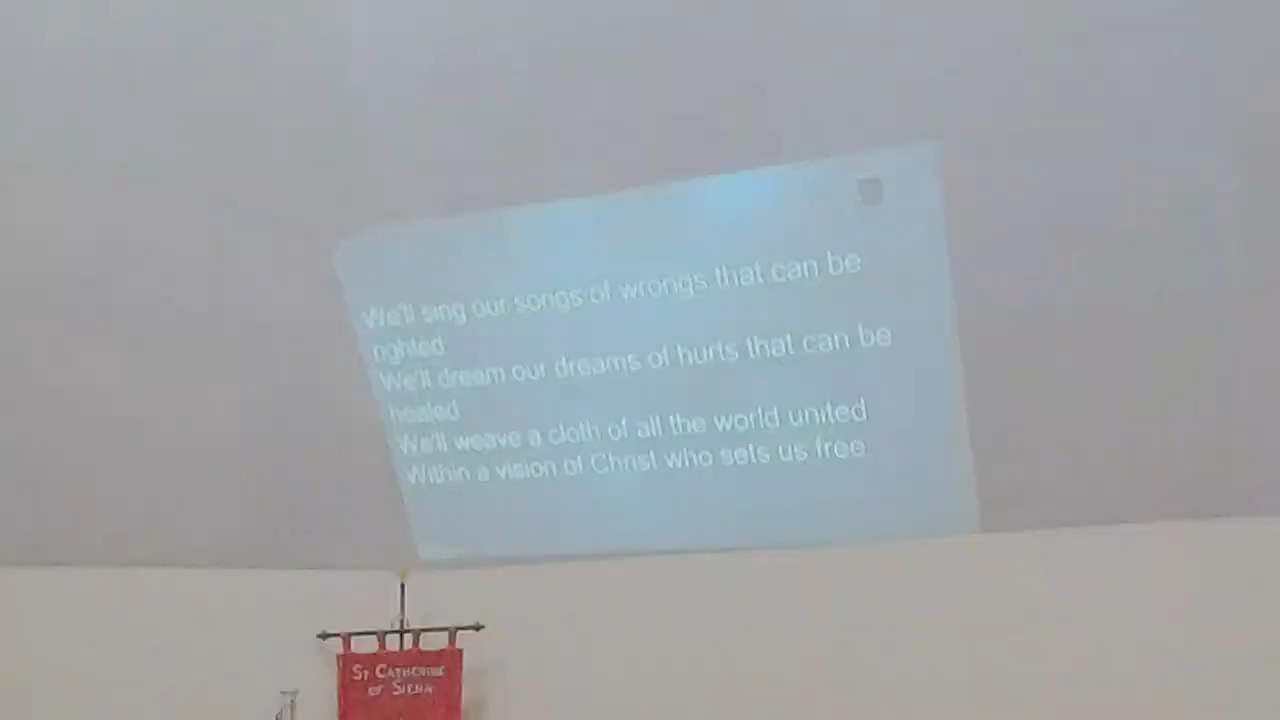 We'll sing our songs of wrongs that can be
righted
We'll dream our dreams of hurts that can be
healed
We'll weave a cloth of all the world united
Within a vision of Christ who sets us free
St Catherine
of Siena